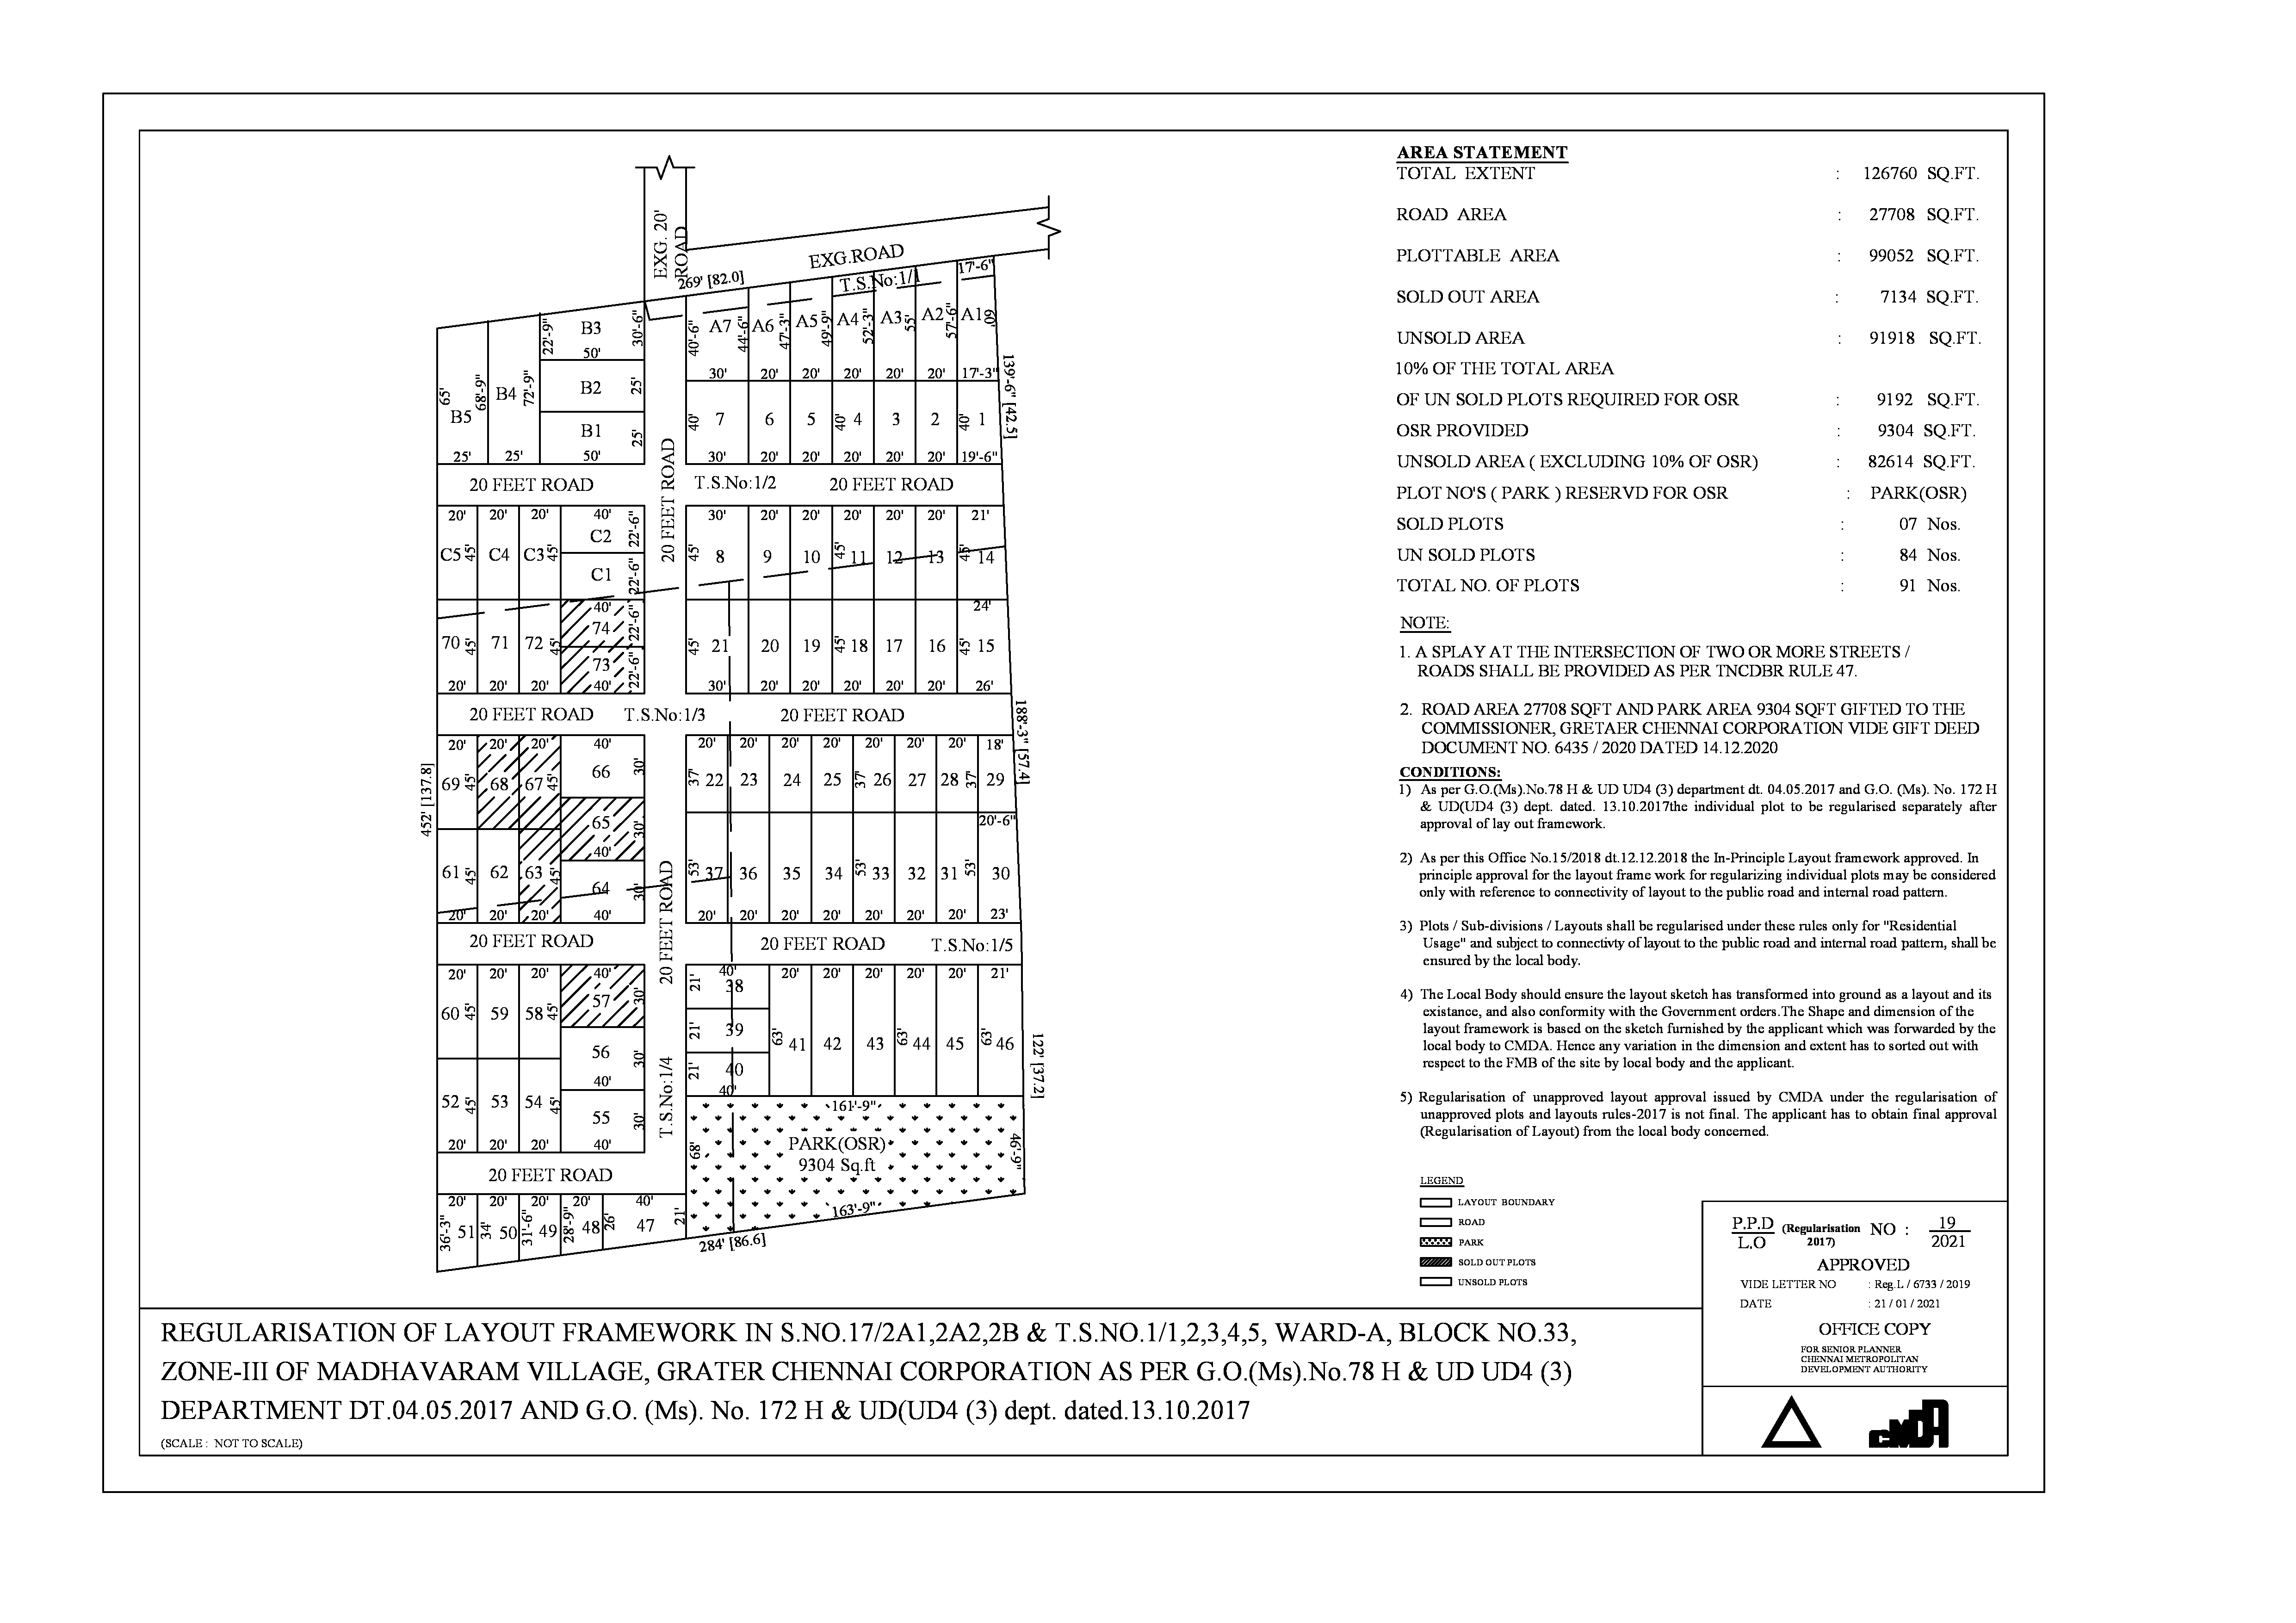 EXG. 20'
ROAD
EXG.ROAD
269' [82.0]
T.S.No:1/1
17'-6"
B3
22'-9"
30'-6"
50'
B2
25'
B1
25'
50'
65'
B5
68'-9"
B4
72'-9"
25'
25'
40'-6"
A7
44'-6"
A6
47'-3"
A5
49'-9"
A4
52'-3"
A3
55'
A2
57'-6"
A1
60'
30'
20'
20'
20'
20'
20'
17'-3"
139'-6" [42.5]
40'
7
6
5
40'
4
3
2
40'
1
30'
20'
20'
20'
20'
20'
19'-6"
20 FEET ROAD
20 FEET ROAD
T.S.No:1/2
20 FEET ROAD
20'
20'
20'
40'
C2
22'-6"
C5
45'
C4
C3
45'
C1
22'-6"
30'
20'
20'
20'
20'
20'
21'
45'
8
9
10
45'
11
12
13
45'
14
40'
74
22'-6"
70
45'
71
72
45'
73
22'-6"
20'
20'
20'
40'
24'
45'
21
20
19
45'
18
17
16
45'
15
30'
20'
20'
20'
20'
20'
26'
20 FEET ROAD
T.S.No:1/3
20 FEET ROAD
188'-3" [57.4]
452' [137.8]
20'
20'
20'
40'
66
30'
69
45'
68
67
45'
65
30'
40'
61
45'
62
63
45'
64
30'
20'
20'
20'
40'
20'
20'
20'
20'
20'
20'
20'
18'
37'
22
23
24
25
37'
26
27
28
37'
29
20'-6"
53'
37
36
35
34
53'
33
32
31
53'
30
20'
20'
20'
20'
20'
20'
20'
23'
20 FEET ROAD
20 FEET ROAD
20 FEET ROAD
T.S.No:1/5
20'
20'
20'
40'
57
30'
60
45'
59
58
45'
56
30'
40'
52
45'
53
54
45'
55
30'
20'
20'
20'
40'
T.S.No:1/4
40'
21'
38
21'
39
21'
40
40'
20'
20'
20'
20'
20'
21'
63'
41
42
43
63'
44
45
63'
46
122' [37.2]
161'-9"
68'
PARK(OSR)
9304 Sq.ft
46'-9"
163'-9"
20 FEET ROAD
20'
20'
20'
20'
40'
36'-3"
51
34'
50
31'-6"
49
28'-9"
48
26'
47
21'
284' [86.6]
AREA STATEMENT
TOTAL EXTENT : 126760 SQ.FT.
ROAD AREA : 27708 SQ.FT.
PLOTTABLE AREA : 99052 SQ.FT.
SOLD OUT AREA : 7134 SQ.FT.
UNSOLD AREA : 91918 SQ.FT.
10% OF THE TOTAL AREA
OF UN SOLD PLOTS REQUIRED FOR OSR : 9192 SQ.FT.
OSR PROVIDED : 9304 SQ.FT.
UNSOLD AREA ( EXCLUDING 10% OF OSR) : 82614 SQ.FT.
PLOT NO'S ( PARK ) RESERVD FOR OSR : PARK(OSR)
SOLD PLOTS : 07 Nos.
UN SOLD PLOTS : 84 Nos.
TOTAL NO. OF PLOTS : 91 Nos.
NOTE:
1. A SPLAY AT THE INTERSECTION OF TWO OR MORE STREETS /
ROADS SHALL BE PROVIDED AS PER TNCDBR RULE 47.
2. ROAD AREA 27708 SQFT AND PARK AREA 9304 SQFT GIFTED TO THE
COMMISSIONER, GRETAER CHENNAI CORPORATION VIDE GIFT DEED
DOCUMENT NO. 6435 / 2020 DATED 14.12.2020
CONDITIONS:
1) As per G.O.(Ms).No.78 H & UD UD4 (3) department dt. 04.05.2017 and G.O. (Ms). No. 172 H
& UD(UD4 (3) dept. dated. 13.10.2017the individual plot to be regularised separately after
approval of lay out framework.
2) As per this Office No.15/2018 dt.12.12.2018 the In-Principle Layout framework approved. In
principle approval for the layout frame work for regularizing individual plots may be considered
only with reference to connectivity of layout to the public road and internal road pattern.
3) Plots / Sub-divisions / Layouts shall be regularised under these rules only for "Residential
Usage" and subject to connectivty of layout to the public road and internal road pattern, shall be
ensured by the local body.
4) The Local Body should ensure the layout sketch has transformed into ground as a layout and its
existance, and also conformity with the Government orders.The Shape and dimension of the
layout framework is based on the sketch furnished by the applicant which was forwarded by the
local body to CMDA. Hence any variation in the dimension and extent has to sorted out with
respect to the FMB of the site by local body and the applicant.
5) Regularisation of unapproved layout approval issued by CMDA under the regularisation of
unapproved plots and layouts rules-2017 is not final. The applicant has to obtain final approval
(Regularisation of Layout) from the local body concerned.
LEGEND
LAYOUT BOUNDARY
ROAD
PARK
SOLD OUT PLOTS
UNSOLD PLOTS
P.P.D
L.O
(Regularisation
2017)
NO :
19
2021
APPROVED
VIDE LETTER NO : Reg.L / 6733 / 2019
DATE : 21 / 01 / 2021
OFFICE COPY
FOR SENIOR PLANNER
CHENNAI METROPOLITAN
DEVELOPMENT AUTHORITY
CMDA
REGULARISATION OF LAYOUT FRAMEWORK IN S.NO.17/2A1,2A2,2B & T.S.NO.1/1,2,3,4,5, WARD-A, BLOCK NO.33,
ZONE-III OF MADHAVARAM VILLAGE, GRATER CHENNAI CORPORATION AS PER G.O.(Ms).No.78 H & UD UD4 (3)
DEPARTMENT DT.04.05.2017 AND G.O. (Ms). No. 172 H & UD(UD4 (3) dept. dated.13.10.2017
(SCALE : NOT TO SCALE)